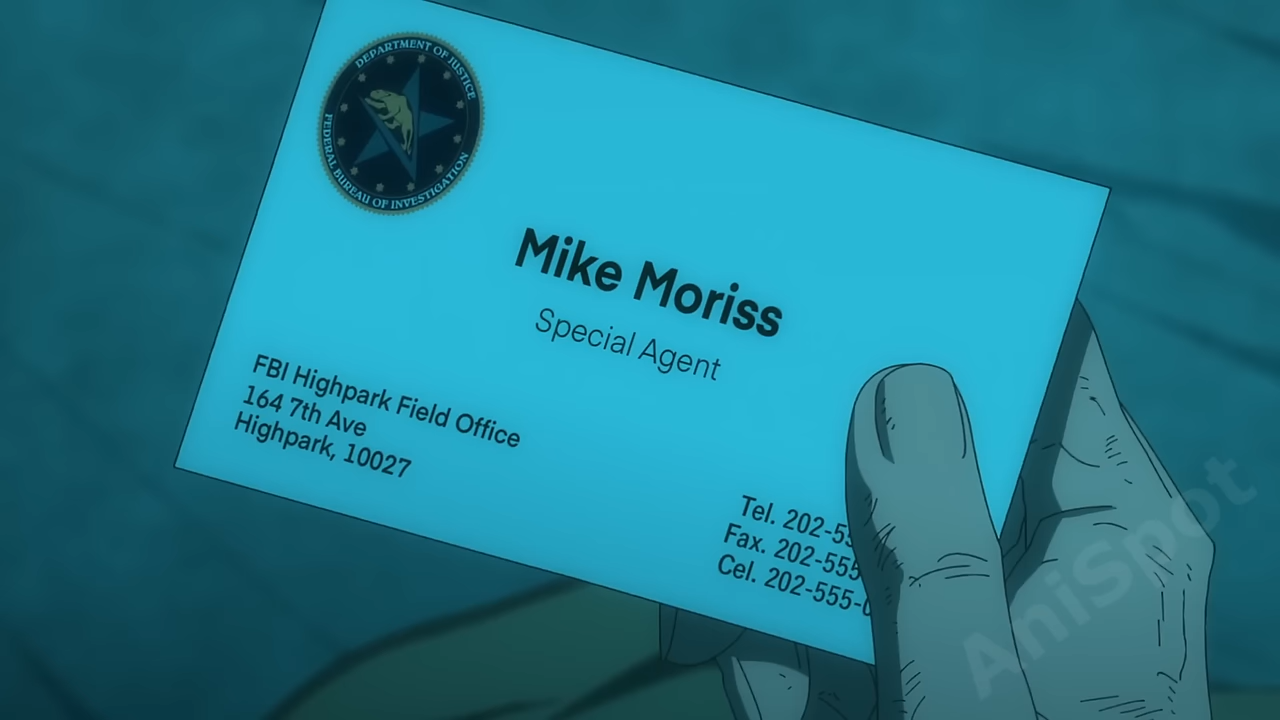 DEPARTMENT OF JUSTICE
FEDERAL BUREAU OF INVESTIGATION
Mike Moriss
Special Agent
FBI Highpark Field Office
164 7th Ave
Highpark, 10027
Tel. 202-55
Fax. 202-555
Cel. 202-555-0
AniSpot